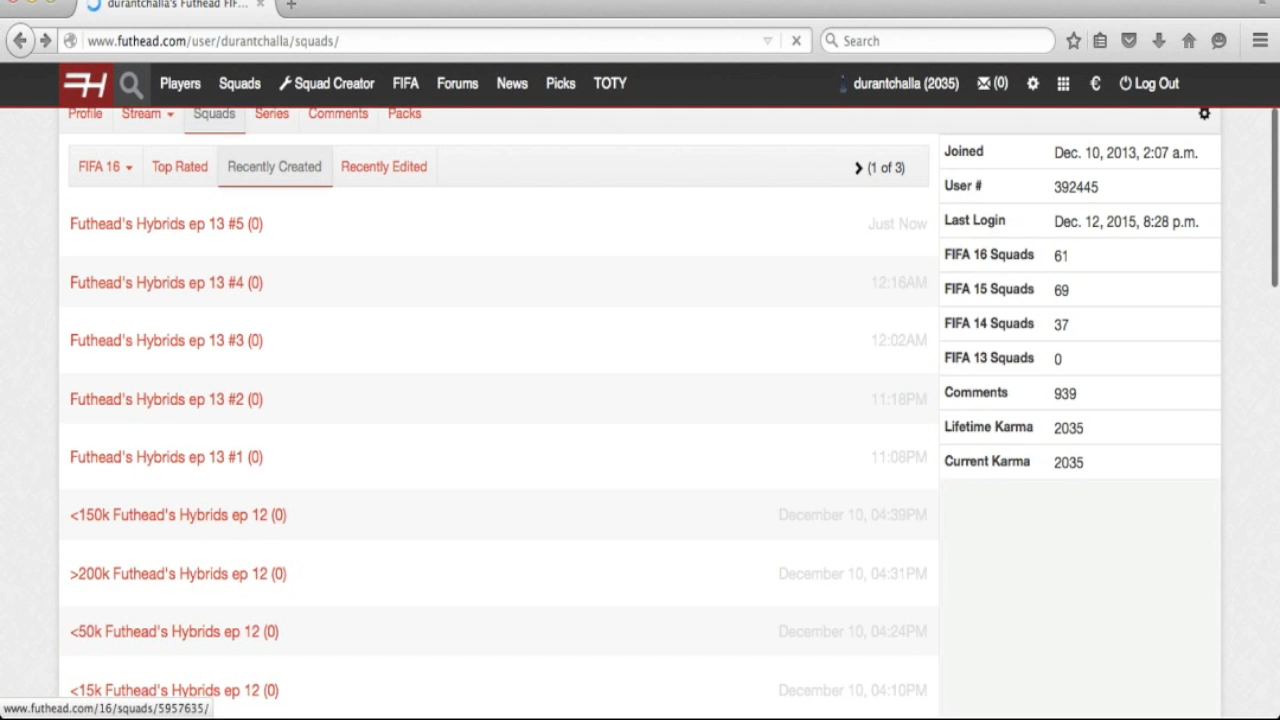 durantchalla's Futhead FIF...
www.futhead.com/user/durantchalla/squads/
Search
Players Squads Squad Creator FIFA Forums News Picks TOTY durantchalla (2035) (0) € Log Out
Profile Stream Squads Series Comments Packs
FIFA 16 Top Rated Recently Created Recently Edited (1 of 3)
Futhead's Hybrids ep 13 #5 (0) Just Now
Futhead's Hybrids ep 13 #4 (0) 12:16AM
Futhead's Hybrids ep 13 #3 (0) 12:02AM
Futhead's Hybrids ep 13 #2 (0) 11:18PM
Futhead's Hybrids ep 13 #1 (0) 11:08PM
<150k Futhead's Hybrids ep 12 (0) December 10, 04:39PM
>200k Futhead's Hybrids ep 12 (0) December 10, 04:31PM
<50k Futhead's Hybrids ep 12 (0) December 10, 04:24PM
<15k Futhead's Hybrids ep 12 (0) December 10, 04:10PM
Joined Dec. 10, 2013, 2:07 a.m.
User # 392445
Last Login Dec. 12, 2015, 8:28 p.m.
FIFA 16 Squads 61
FIFA 15 Squads 69
FIFA 14 Squads 37
FIFA 13 Squads 0
Comments 939
Lifetime Karma 2035
Current Karma 2035
www.futhead.com/16/squads/5957635/